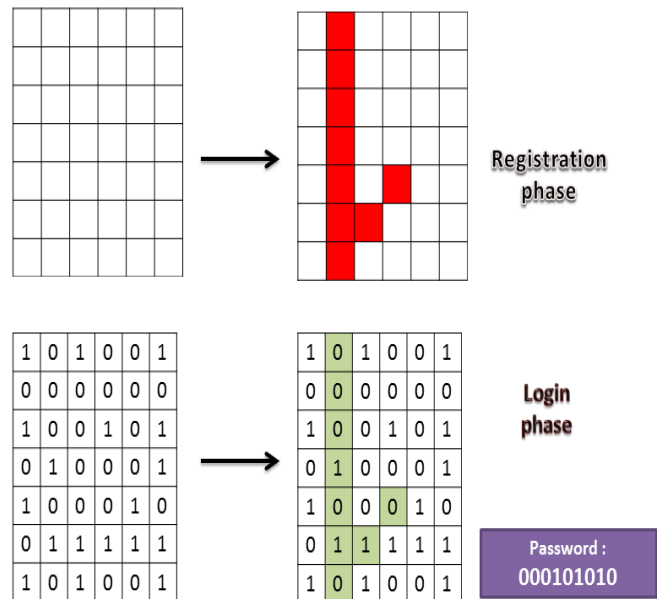 Registration
phase
1 0 1 0 0 1
0 0 0 0 0 0
1 0 0 1 0 1
0 1 0 0 0 1
1 0 0 0 1 0
0 1 1 1 1 1
1 0 1 0 0 1
1 0 1 0 0 1
0 0 0 0 0 0
1 0 0 1 0 1
0 1 0 0 0 1
1 0 0 0 1 0
0 1 1 1 1 1
1 0 1 0 0 1
Login
phase
Password :
000101010